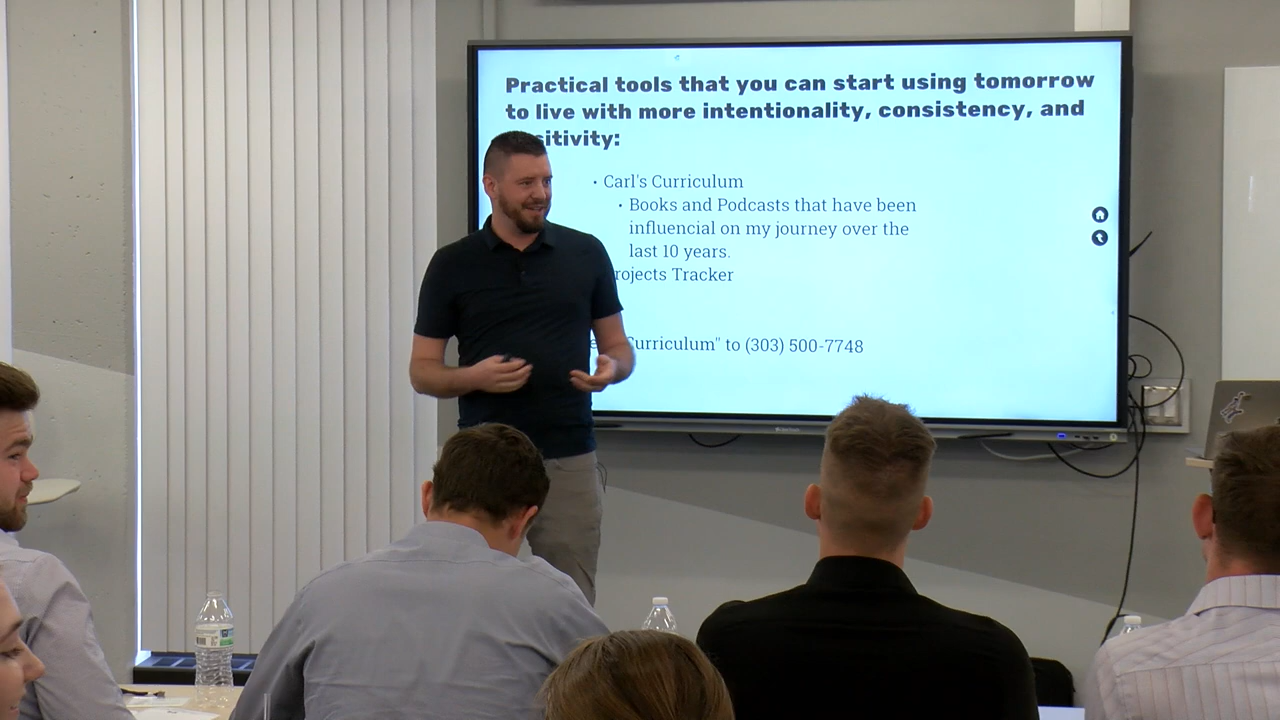 Practical tools that you can start using tomorrow
to live with more intentionality, consistency, and
sitivity:
• Carl's Curriculum
• Books and Podcasts that have been
influencial on my journey over the
last 10 years.
rojects Tracker
Curriculum" to (303) 500-7748